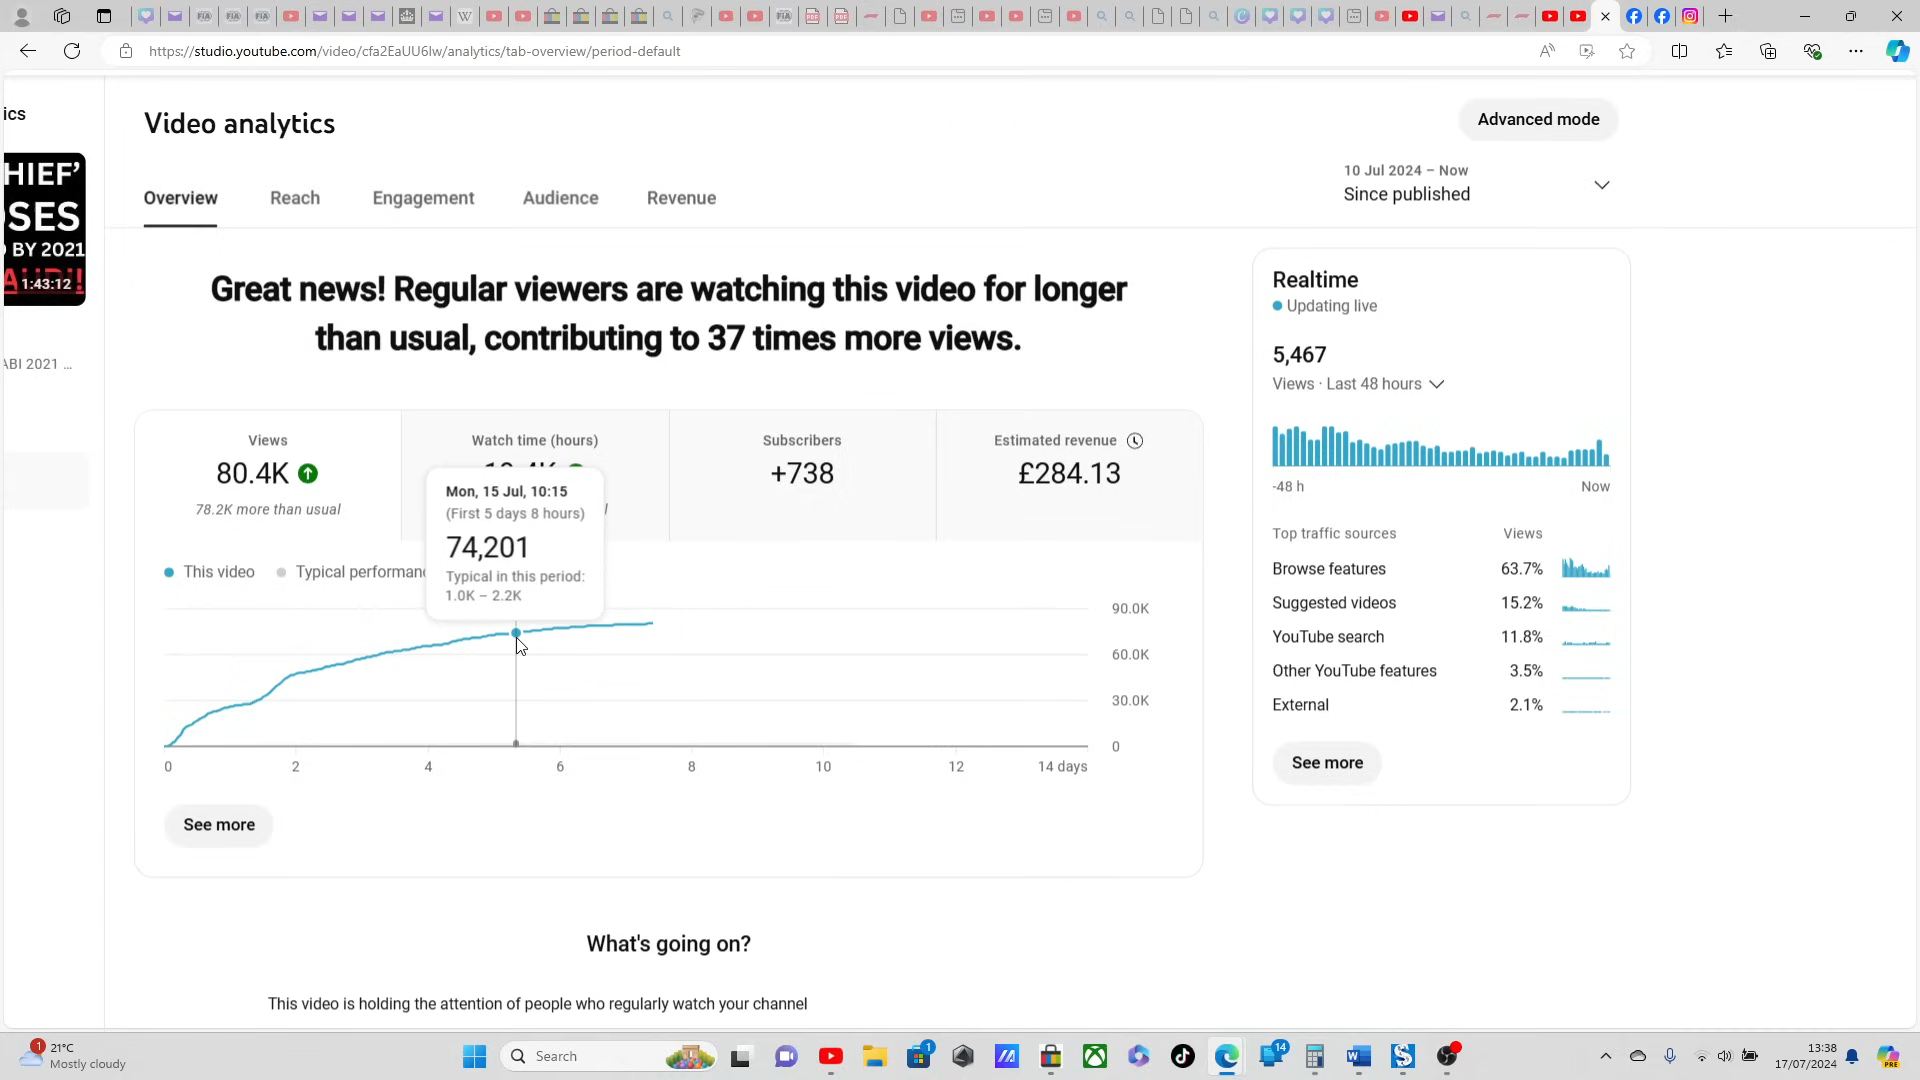 https://studio.youtube.com/video/cfa2EaUU6lw/analytics/tab-overview/period-default
ics
HIEF'
OSES
BY 2021
1:43:12
ABI 2021 ...
Video analytics
Advanced mode
Overview
Reach
Engagement
Audience
Revenue
10 Jul 2024 – Now
Since published
Great news! Regular viewers are watching this video for longer
than usual, contributing to 37 times more views.
Views
80.4K
78.2K more than usual
Watch time (hours)
Subscribers
+738
Estimated revenue
£284.13
Mon, 15 Jul, 10:15
(First 5 days 8 hours)
74,201
Typical in this period:
1.0K – 2.2K
This video
Typical performanc
90.0K
60.0K
30.0K
0
0
2
4
6
8
10
12
14 days
See more
What's going on?
This video is holding the attention of people who regularly watch your channel
Realtime
Updating live
5,467
Views · Last 48 hours
-48 h
Now
Top traffic sources
Views
Browse features
63.7%
Suggested videos
15.2%
YouTube search
11.8%
Other YouTube features
3.5%
External
2.1%
See more
1
21°C
Mostly cloudy
Search
1
14
13:38
17/07/2024
PRE